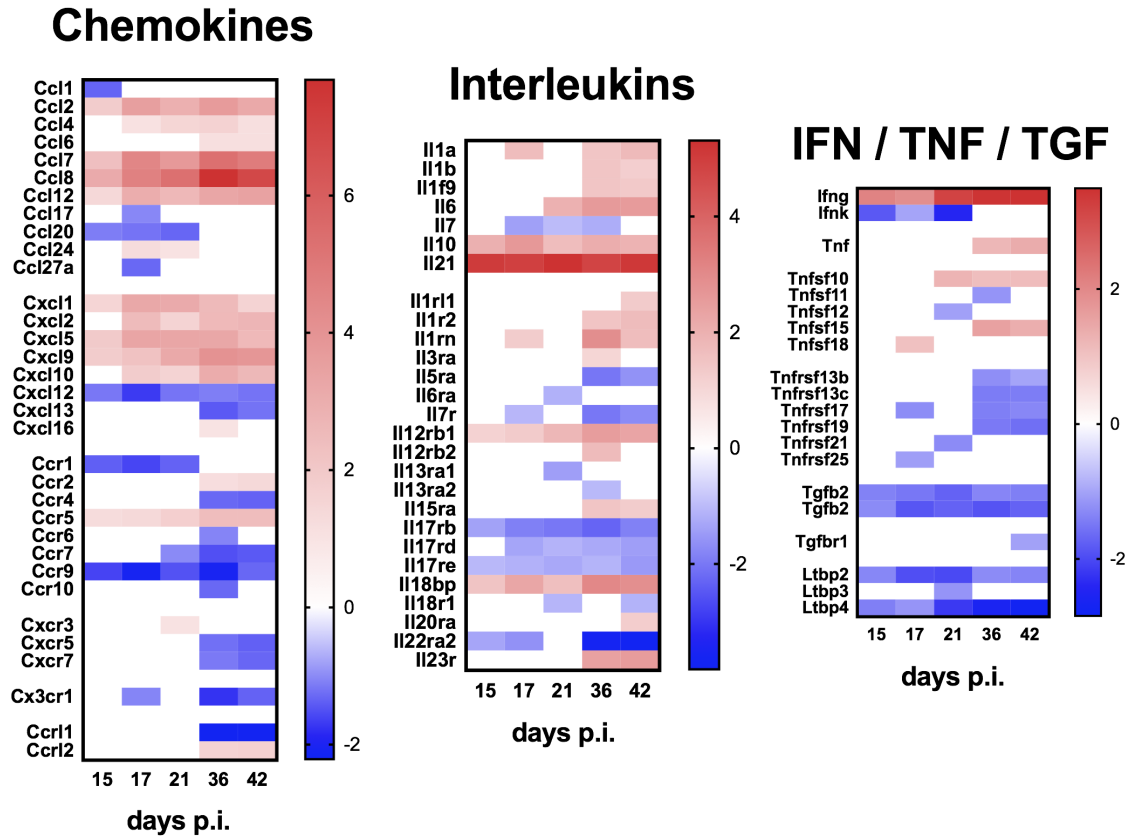 Chemokines
Ccl1
Ccl2
Ccl4
Ccl6
Ccl7
Ccl8
Ccl12
Ccl17
Ccl20
Ccl24
Ccl27a
Cxcl1
Cxcl2
Cxcl5
Cxcl9
Cxcl10
Cxcl12
Cxcl13
Cxcl16
Ccr1
Ccr2
Ccr4
Ccr5
Ccr6
Ccr7
Ccr9
Ccr10
Cxcr3
Cxcr5
Cxcr7
Cx3cr1
Ccrl1
Ccrl2
15 17 21 36 42
days p.i.
6
4
2
0
-2
Interleukins
Il1a
Il1b
Il1f9
Il6
Il7
Il10
Il21
Il1rl1
Il1r2
Il1rn
Il3ra
Il5ra
Il6ra
Il7r
Il12rb1
Il12rb2
Il13ra1
Il13ra2
Il15ra
Il17rb
Il17rd
Il17re
Il18bp
Il18r1
Il20ra
Il22ra2
Il23r
15 17 21 36 42
days p.i.
4
2
0
-2
IFN / TNF / TGF
Ifng
Ifnk
Tnf
Tnfsf10
Tnfsf11
Tnfsf12
Tnfsf15
Tnfsf18
Tnfrsf13b
Tnfrsf13c
Tnfrsf17
Tnfrsf19
Tnfrsf21
Tnfrsf25
Tgfb2
Tgfb2
Tgfbr1
Ltbp2
Ltbp3
Ltbp4
15 17 21 36 42
days p.i.
2
0
-2